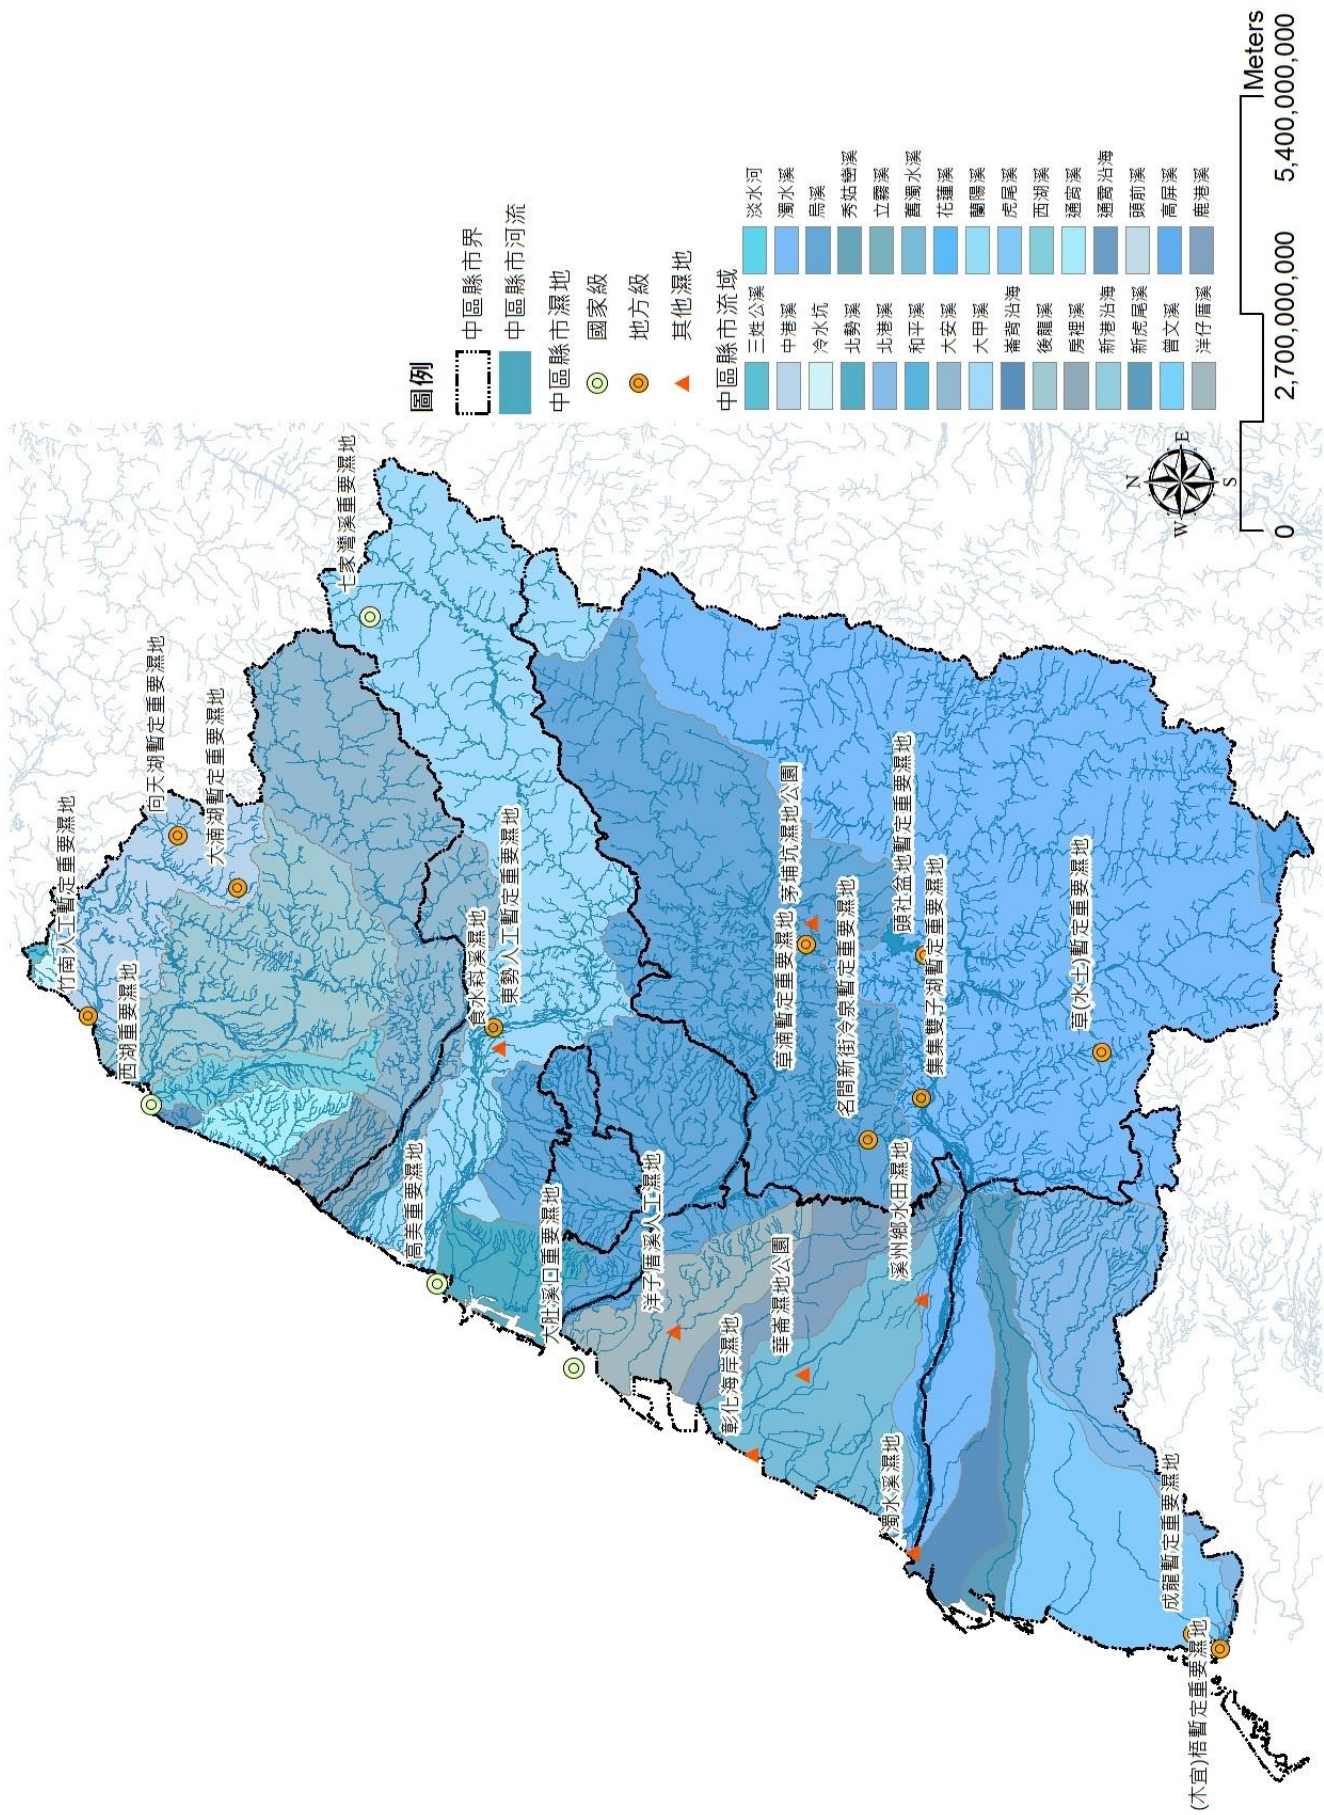 竹南人工暫定重要濕地
向天湖暫定重要濕地
西湖重要濕地
大湳湖暫定重要濕地
七家灣溪重要濕地
食水嵙溪濕地
東勢人工暫定重要濕地
高美重要濕地
大肚溪口重要濕地
洋子厝溪人工濕地
草湳暫定重要濕地
茅埔坑濕地公園
名間新街冷泉暫定重要濕地
頭社盆地暫定重要濕地
集集雙子湖暫定重要濕地
草(水土)暫定重要濕地
彰化海岸濕地
華崙濕地公園
溪州鄉水田濕地
濁水溪濕地
成龍暫定重要濕地
(木宜)梧暫定重要濕地
圖例
中區縣市界
中區縣市河流
中區縣市濕地
國家級
地方級
其他濕地
中區縣市流域
三姓公溪
中港溪
冷水坑
北勢溪
北港溪
和平溪
大安溪
大甲溪
崙背沿海
後龍溪
房裡溪
新港沿海
新虎尾溪
曾文溪
洋仔厝溪
淡水河
濁水溪
烏溪
秀姑巒溪
立霧溪
舊濁水溪
花蓮溪
蘭陽溪
虎尾溪
西湖溪
通宵溪
通霄沿海
頭前溪
高屏溪
鹿港溪
N
W
E
S
Meters
0
2,700,000,000
5,400,000,000